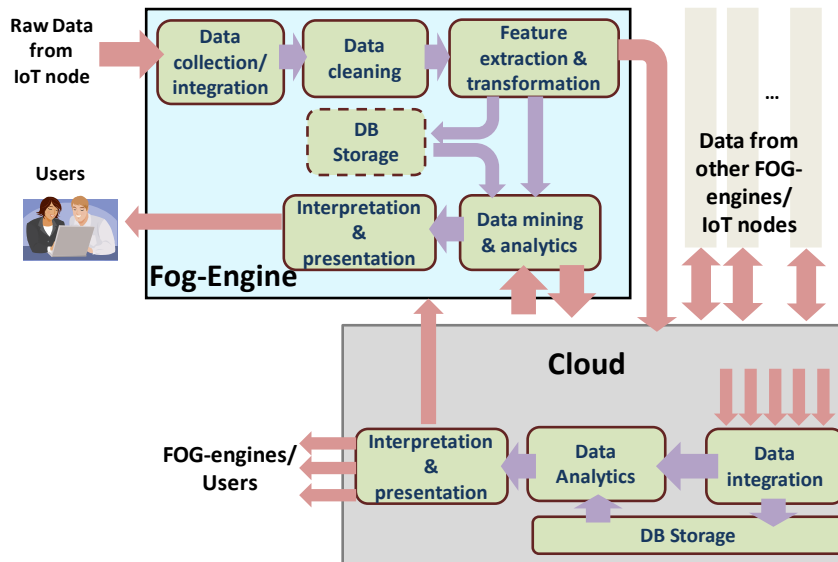 Raw Data
from
IoT node
Data
collection/
integration
Data
cleaning
Feature
extraction &
transformation
DB
Storage
Users
Interpretation
&
presentation
Data mining
& analytics
Fog-Engine
...
Data from
other FOG-
engines/
IoT nodes
Cloud
FOG-engines/
Users
Interpretation
&
presentation
Data
Analytics
Data
integration
DB Storage